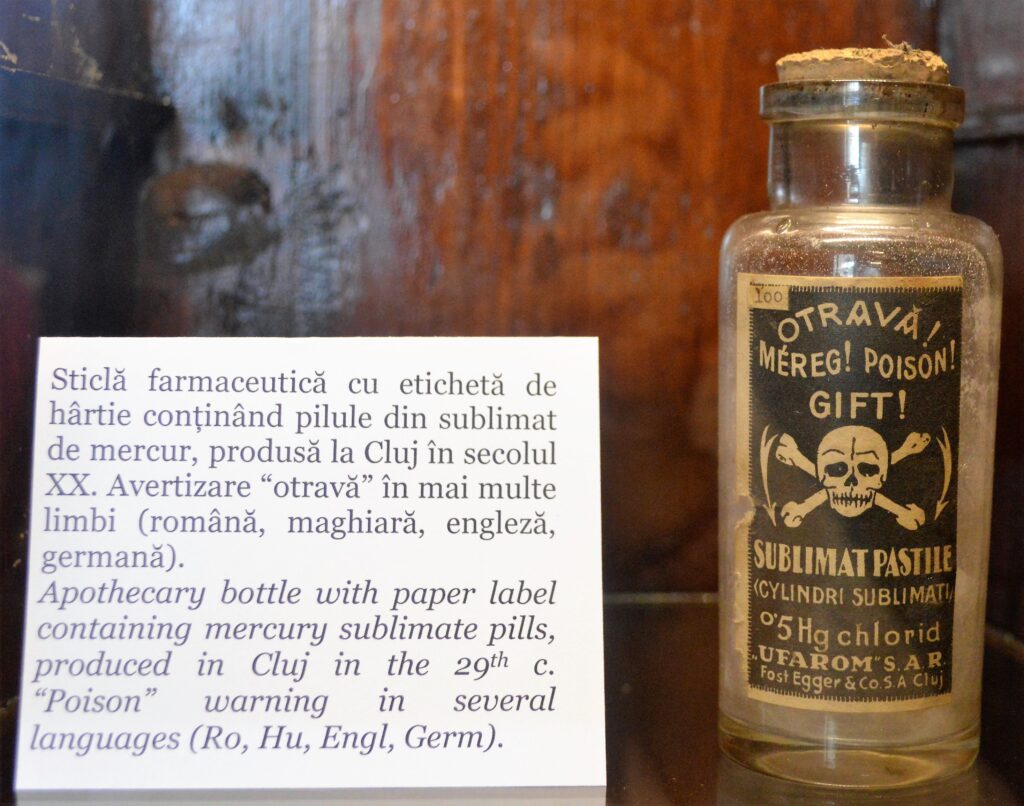 Sticlă farmaceutică cu etichetă de
hârtie conținând pilule din sublimat
de mercur, produsă la Cluj în secolul
XX. Avertizare “otravă” în mai multe
limbi (română, maghiară, engleză,
germană).
Apothecary bottle with paper label
containing mercury sublimate pills,
produced in Cluj in the 29th c.
“Poison” warning in several
languages (Ro, Hu, Engl, Germ).
100
OTRAVĂ!
MÉREG! POISON!
GIFT!
SUBLIMAT PASTILE
(CYLINDRI SUBLIMATI)
0'5 Hg chlorid
„UFAROM“ S.A.R.
Fost Egger & Co. S.A Cluj